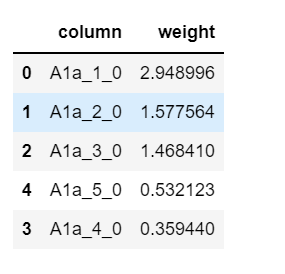 column weight
0 A1a_1_0 2.948996
1 A1a_2_0 1.577564
2 A1a_3_0 1.468410
4 A1a_5_0 0.532123
3 A1a_4_0 0.359440